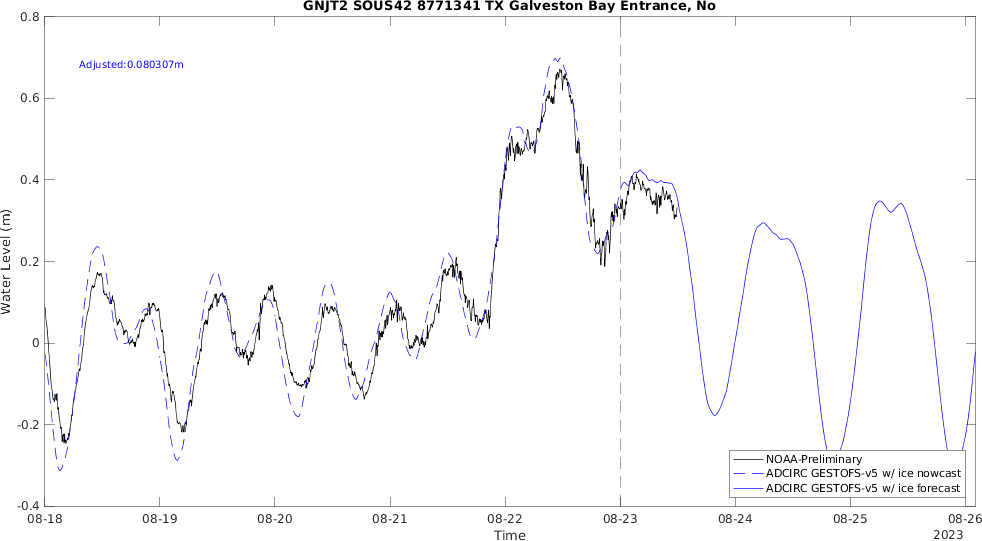 GNJT2 SOUS42 8771341 TX Galveston Bay Entrance, No
Adjusted:0.080307m
0.8
0.6
0.4
0.2
0
-0.2
-0.4
Water Level (m)
08-18 08-19 08-20 08-21 08-22 08-23 08-24 08-25 08-26
Time
2023
NOAA-Preliminary
ADCIRC GESTOFS-v5 w/ ice nowcast
ADCIRC GESTOFS-v5 w/ ice forecast